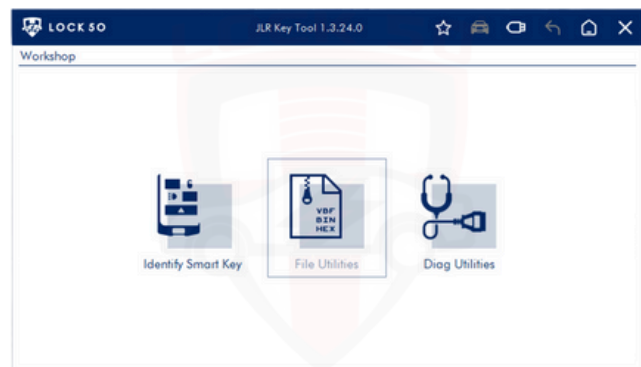 LOCK 50 JLR Key Tool 1.3.24.0
Workshop
VBF
BIN
HEX
Identify Smart Key File Utilities Diag Utilities